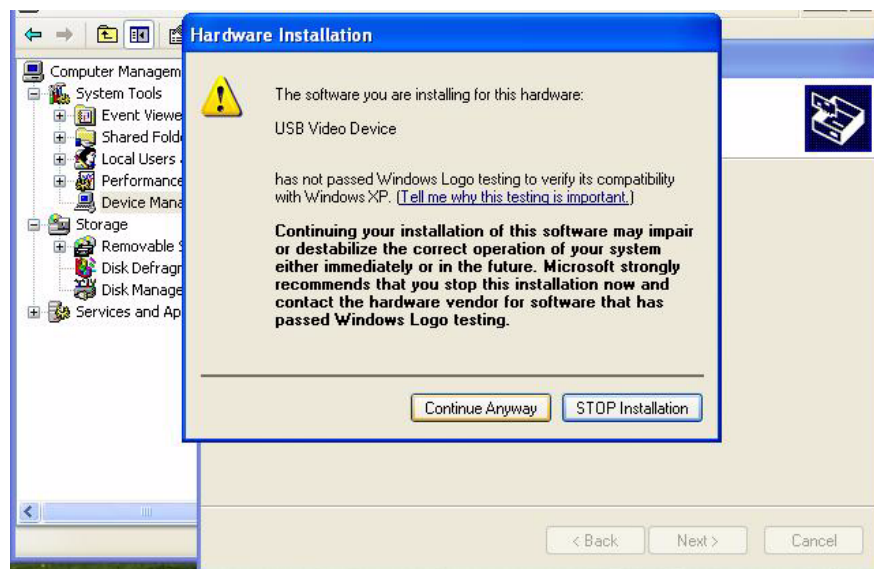 Hardware Installation
Computer Managem
System Tools
Event Viewe
Shared Fold
Local Users
Performance
Device Mana
Storage
Removable S
Disk Defragr
Disk Manage
Services and Ap
The software you are installing for this hardware:
USB Video Device
has not passed Windows Logo testing to verify its compatibility
with Windows XP. (Tell me why this testing is important.)
Continuing your installation of this software may impair
or destabilize the correct operation of your system
either immediately or in the future. Microsoft strongly
recommends that you stop this installation now and
contact the hardware vendor for software that has
passed Windows Logo testing.
Continue Anyway STOP Installation
< Back Next > Cancel